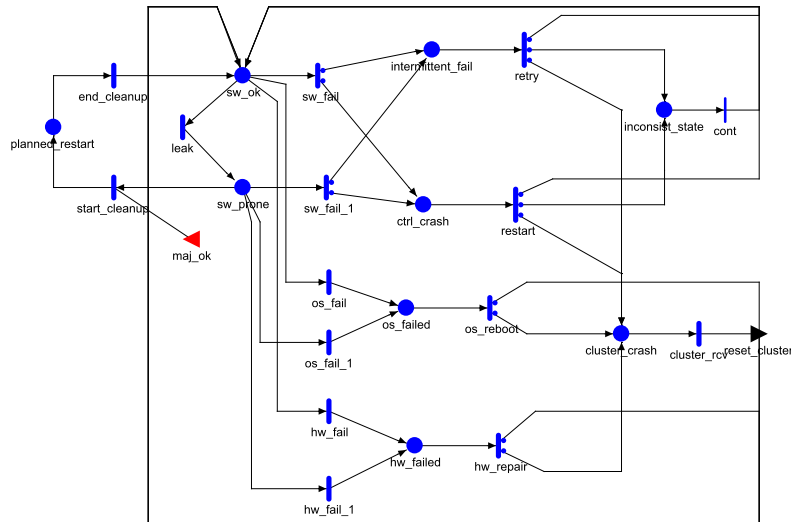 intermittent_fail
retry
end_cleanup
sw_ok
sw_fail
inconsist_state
cont
planned_restart
leak
start_cleanup
sw_prone
sw_fail_1
ctrl_crash
restart
maj_ok
os_fail
os_failed
os_reboot
cluster_crash
cluster_rcv
reset_cluster
os_fail_1
hw_fail
hw_failed
hw_repair
hw_fail_1